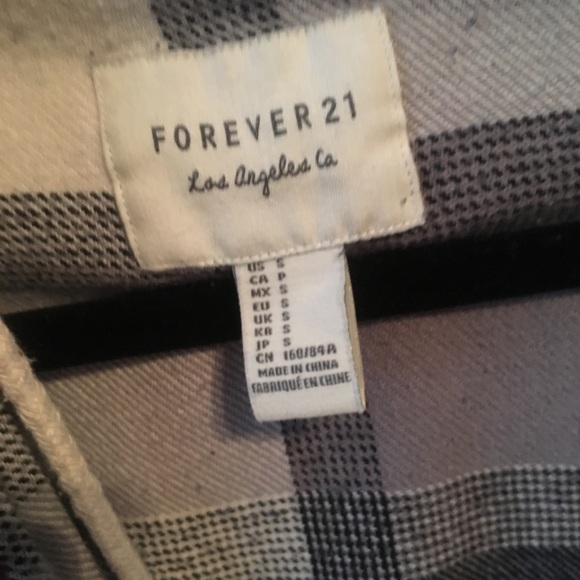 FOREVER 21
Los Angeles Ca
US S
CA P
MX S
EU S
UK S
KR S
JP S
CN 160/84A
MADE IN CHINA
FABRIQUÉ EN CHINE